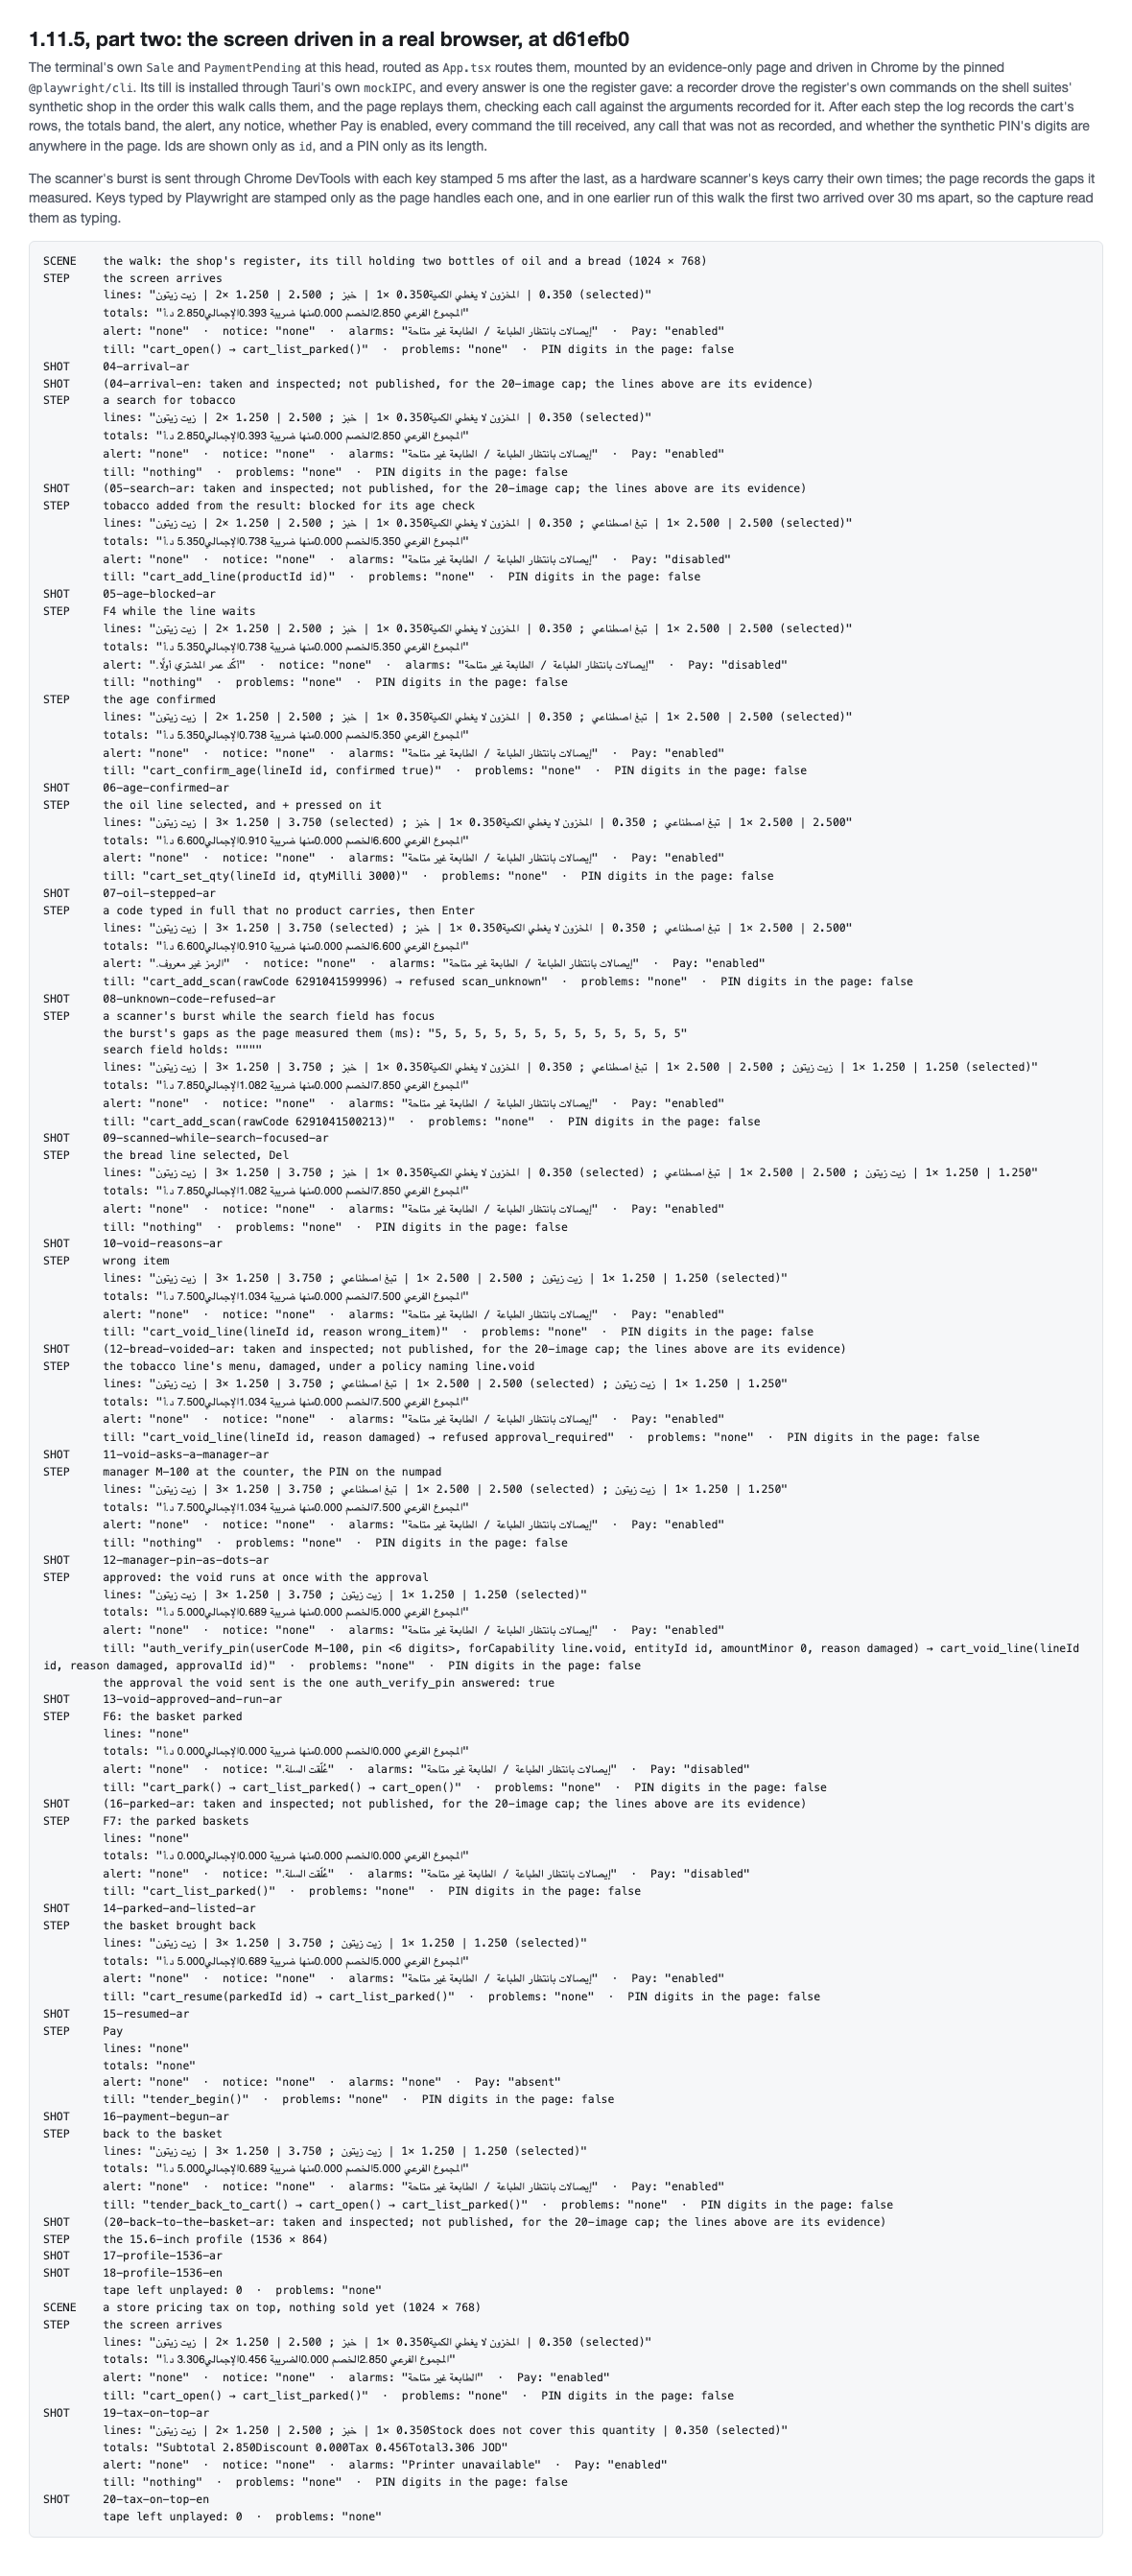 1.11.5, part two: the screen driven in a real browser, at d61efb0
The terminal's own Sale and PaymentPending at this head, routed as App.tsx routes them, mounted by an evidence-only page and driven in Chrome by the pinned
@playwright/cli. Its till is installed through Tauri's own mockIPC, and every answer is one the register gave: a recorder drove the register's own commands on the shell suites'
synthetic shop in the order this walk calls them, and the page replays them, checking each call against the arguments recorded for it. After each step the log records the cart's
rows, the totals band, the alert, any notice, whether Pay is enabled, every command the till received, any call that was not as recorded, and whether the synthetic PIN's digits are
anywhere in the page. Ids are shown only as id, and a PIN only as its length.
The scanner's burst is sent through Chrome DevTools with each key stamped 5 ms after the last, as a hardware scanner's keys carry their own times; the page records the gaps it
measured. Keys typed by Playwright are stamped only as the page handles each one, and in one earlier run of this walk the first two arrived over 30 ms apart, so the capture read
them as typing.
SCENE the walk: the shop's register, its till holding two bottles of oil and a bread (1024 × 768)
STEP the screen arrives
lines: "زيت زيتون | 2× 1.250 | 2.500 ; خبز | 1× 0.350المخزون لا يغطي الكمية | 0.350 (selected)"
totals: "المجموع الفرعي 2.850الخصم 0.000منها ضريبة 0.393الإجمالي2.850 د.أ"
alert: "none" · notice: "none" · alarms: "إيصالات بانتظار الطباعة / الطابعة غير متاحة" · Pay: "enabled"
till: "cart_open() → cart_list_parked()" · problems: "none" · PIN digits in the page: false
SHOT 04-arrival-ar
SHOT (04-arrival-en: taken and inspected; not published, for the 20-image cap; the lines above are its evidence)
STEP a search for tobacco
lines: "زيت زيتون | 2× 1.250 | 2.500 ; خبز | 1× 0.350المخزون لا يغطي الكمية | 0.350 (selected)"
totals: "المجموع الفرعي 2.850الخصم 0.000منها ضريبة 0.393الإجمالي2.850 د.أ"
alert: "none" · notice: "none" · alarms: "إيصالات بانتظار الطباعة / الطابعة غير متاحة" · Pay: "enabled"
till: "nothing" · problems: "none" · PIN digits in the page: false
SHOT (05-search-ar: taken and inspected; not published, for the 20-image cap; the lines above are its evidence)
STEP tobacco added from the result: blocked for its age check
lines: "زيت زيتون | 2× 1.250 | 2.500 ; خبز | 1× 0.350المخزون لا يغطي الكمية | 0.350 ; تبغ اصطناعي | 1× 2.500 | 2.500 (selected)"
totals: "المجموع الفرعي 5.350الخصم 0.000منها ضريبة 0.738الإجمالي5.350 د.أ"
alert: "none" · notice: "none" · alarms: "إيصالات بانتظار الطباعة / الطابعة غير متاحة" · Pay: "disabled"
till: "cart_add_line(productId id)" · problems: "none" · PIN digits in the page: false
SHOT 05-age-blocked-ar
STEP F4 while the line waits
lines: "زيت زيتون | 2× 1.250 | 2.500 ; خبز | 1× 0.350المخزون لا يغطي الكمية | 0.350 ; تبغ اصطناعي | 1× 2.500 | 2.500 (selected)"
totals: "المجموع الفرعي 5.350الخصم 0.000منها ضريبة 0.738الإجمالي5.350 د.أ"
alert: "أكّد عمر المشتري أولًا." · notice: "none" · alarms: "إيصالات بانتظار الطباعة / الطابعة غير متاحة" · Pay: "disabled"
till: "nothing" · problems: "none" · PIN digits in the page: false
STEP the age confirmed
lines: "زيت زيتون | 2× 1.250 | 2.500 ; خبز | 1× 0.350المخزون لا يغطي الكمية | 0.350 ; تبغ اصطناعي | 1× 2.500 | 2.500 (selected)"
totals: "المجموع الفرعي 5.350الخصم 0.000منها ضريبة 0.738الإجمالي5.350 د.أ"
alert: "none" · notice: "none" · alarms: "إيصالات بانتظار الطباعة / الطابعة غير متاحة" · Pay: "enabled"
till: "cart_confirm_age(lineId id, confirmed true)" · problems: "none" · PIN digits in the page: false
SHOT 06-age-confirmed-ar
STEP the oil line selected, and + pressed on it
lines: "زيت زيتون | 3× 1.250 | 3.750 (selected) ; خبز | 1× 0.350المخزون لا يغطي الكمية | 0.350 ; تبغ اصطناعي | 1× 2.500 | 2.500"
totals: "المجموع الفرعي 6.600الخصم 0.000منها ضريبة 0.910الإجمالي6.600 د.أ"
alert: "none" · notice: "none" · alarms: "إيصالات بانتظار الطباعة / الطابعة غير متاحة" · Pay: "enabled"
till: "cart_set_qty(lineId id, qtyMilli 3000)" · problems: "none" · PIN digits in the page: false
SHOT 07-oil-stepped-ar
STEP a code typed in full that no product carries, then Enter
lines: "زيت زيتون | 3× 1.250 | 3.750 (selected) ; خبز | 1× 0.350المخزون لا يغطي الكمية | 0.350 ; تبغ اصطناعي | 1× 2.500 | 2.500"
totals: "المجموع الفرعي 6.600الخصم 0.000منها ضريبة 0.910الإجمالي6.600 د.أ"
alert: "الرمز غير معروف." · notice: "none" · alarms: "إيصالات بانتظار الطباعة / الطابعة غير متاحة" · Pay: "enabled"
till: "cart_add_scan(rawCode 6291041599996) → refused scan_unknown" · problems: "none" · PIN digits in the page: false
SHOT 08-unknown-code-refused-ar
STEP a scanner's burst while the search field has focus
the burst's gaps as the page measured them (ms): "5, 5, 5, 5, 5, 5, 5, 5, 5, 5, 5, 5, 5"
search field holds: """"
lines: "زيت زيتون | 3× 1.250 | 3.750 ; خبز | 1× 0.350المخزون لا يغطي الكمية | 0.350 ; تبغ اصطناعي | 1× 2.500 | 2.500 ; زيت زيتون | 1× 1.250 | 1.250 (selected)"
totals: "المجموع الفرعي 7.850الخصم 0.000منها ضريبة 1.082الإجمالي7.850 د.أ"
alert: "none" · notice: "none" · alarms: "إيصالات بانتظار الطباعة / الطابعة غير متاحة" · Pay: "enabled"
till: "cart_add_scan(rawCode 6291041500213)" · problems: "none" · PIN digits in the page: false
SHOT 09-scanned-while-search-focused-ar
STEP the bread line selected, Del
lines: "زيت زيتون | 3× 1.250 | 3.750 ; خبز | 1× 0.350المخزون لا يغطي الكمية | 0.350 (selected) ; تبغ اصطناعي | 1× 2.500 | 2.500 ; زيت زيتون | 1× 1.250 | 1.250"
totals: "المجموع الفرعي 7.850الخصم 0.000منها ضريبة 1.082الإجمالي7.850 د.أ"
alert: "none" · notice: "none" · alarms: "إيصالات بانتظار الطباعة / الطابعة غير متاحة" · Pay: "enabled"
till: "nothing" · problems: "none" · PIN digits in the page: false
SHOT 10-void-reasons-ar
STEP wrong item
lines: "زيت زيتون | 3× 1.250 | 3.750 ; تبغ اصطناعي | 1× 2.500 | 2.500 ; زيت زيتون | 1× 1.250 | 1.250 (selected)"
totals: "المجموع الفرعي 7.500الخصم 0.000منها ضريبة 1.034الإجمالي7.500 د.أ"
alert: "none" · notice: "none" · alarms: "إيصالات بانتظار الطباعة / الطابعة غير متاحة" · Pay: "enabled"
till: "cart_void_line(lineId id, reason wrong_item)" · problems: "none" · PIN digits in the page: false
SHOT (12-bread-voided-ar: taken and inspected; not published, for the 20-image cap; the lines above are its evidence)
STEP the tobacco line's menu, damaged, under a policy naming line.void
lines: "زيت زيتون | 3× 1.250 | 3.750 ; تبغ اصطناعي | 1× 2.500 | 2.500 (selected) ; زيت زيتون | 1× 1.250 | 1.250"
totals: "المجموع الفرعي 7.500الخصم 0.000منها ضريبة 1.034الإجمالي7.500 د.أ"
alert: "none" · notice: "none" · alarms: "إيصالات بانتظار الطباعة / الطابعة غير متاحة" · Pay: "enabled"
till: "cart_void_line(lineId id, reason damaged) → refused approval_required" · problems: "none" · PIN digits in the page: false
SHOT 11-void-asks-a-manager-ar
STEP manager M-100 at the counter, the PIN on the numpad
lines: "زيت زيتون | 3× 1.250 | 3.750 ; تبغ اصطناعي | 1× 2.500 | 2.500 (selected) ; زيت زيتون | 1× 1.250 | 1.250"
totals: "المجموع الفرعي 7.500الخصم 0.000منها ضريبة 1.034الإجمالي7.500 د.أ"
alert: "none" · notice: "none" · alarms: "إيصالات بانتظار الطباعة / الطابعة غير متاحة" · Pay: "enabled"
till: "nothing" · problems: "none" · PIN digits in the page: false
SHOT 12-manager-pin-as-dots-ar
STEP approved: the void runs at once with the approval
lines: "زيت زيتون | 3× 1.250 | 3.750 ; زيت زيتون | 1× 1.250 | 1.250 (selected)"
totals: "المجموع الفرعي 5.000الخصم 0.000منها ضريبة 0.689الإجمالي5.000 د.أ"
alert: "none" · notice: "none" · alarms: "إيصالات بانتظار الطباعة / الطابعة غير متاحة" · Pay: "enabled"
till: "auth_verify_pin(userCode M-100, pin <6 digits>, forCapability line.void, entityId id, amountMinor 0, reason damaged) → cart_void_line(lineId
id, reason damaged, approvalId id)" · problems: "none" · PIN digits in the page: false
the approval the void sent is the one auth_verify_pin answered: true
SHOT 13-void-approved-and-run-ar
STEP F6: the basket parked
lines: "none"
totals: "المجموع الفرعي 0.000الخصم 0.000منها ضريبة 0.000الإجمالي0.000 د.أ"
alert: "none" · notice: "عُلّقت السلة." · alarms: "إيصالات بانتظار الطباعة / الطابعة غير متاحة" · Pay: "disabled"
till: "cart_park() → cart_list_parked() → cart_open()" · problems: "none" · PIN digits in the page: false
SHOT (16-parked-ar: taken and inspected; not published, for the 20-image cap; the lines above are its evidence)
STEP F7: the parked baskets
lines: "none"
totals: "المجموع الفرعي 0.000الخصم 0.000منها ضريبة 0.000الإجمالي0.000 د.أ"
alert: "none" · notice: "عُلّقت السلة." · alarms: "إيصالات بانتظار الطباعة / الطابعة غير متاحة" · Pay: "disabled"
till: "cart_list_parked()" · problems: "none" · PIN digits in the page: false
SHOT 14-parked-and-listed-ar
STEP the basket brought back
lines: "زيت زيتون | 3× 1.250 | 3.750 ; زيت زيتون | 1× 1.250 | 1.250 (selected)"
totals: "المجموع الفرعي 5.000الخصم 0.000منها ضريبة 0.689الإجمالي5.000 د.أ"
alert: "none" · notice: "none" · alarms: "إيصالات بانتظار الطباعة / الطابعة غير متاحة" · Pay: "enabled"
till: "cart_resume(parkedId id) → cart_list_parked()" · problems: "none" · PIN digits in the page: false
SHOT 15-resumed-ar
STEP Pay
lines: "none"
totals: "none"
alert: "none" · notice: "none" · alarms: "none" · Pay: "absent"
till: "tender_begin()" · problems: "none" · PIN digits in the page: false
SHOT 16-payment-begun-ar
STEP back to the basket
lines: "زيت زيتون | 3× 1.250 | 3.750 ; زيت زيتون | 1× 1.250 | 1.250 (selected)"
totals: "المجموع الفرعي 5.000الخصم 0.000منها ضريبة 0.689الإجمالي5.000 د.أ"
alert: "none" · notice: "none" · alarms: "إيصالات بانتظار الطباعة / الطابعة غير متاحة" · Pay: "enabled"
till: "tender_back_to_cart() → cart_open() → cart_list_parked()" · problems: "none" · PIN digits in the page: false
SHOT (20-back-to-the-basket-ar: taken and inspected; not published, for the 20-image cap; the lines above are its evidence)
STEP the 15.6-inch profile (1536 × 864)
SHOT 17-profile-1536-ar
SHOT 18-profile-1536-en
tape left unplayed: 0 · problems: "none"
SCENE a store pricing tax on top, nothing sold yet (1024 × 768)
STEP the screen arrives
lines: "زيت زيتون | 2× 1.250 | 2.500 ; خبز | 1× 0.350المخزون لا يغطي الكمية | 0.350 (selected)"
totals: "المجموع الفرعي 2.850الخصم 0.000الضريبة 0.456الإجمالي3.306 د.أ"
alert: "none" · notice: "none" · alarms: "الطابعة غير متاحة" · Pay: "enabled"
till: "cart_open() → cart_list_parked()" · problems: "none" · PIN digits in the page: false
SHOT 19-tax-on-top-ar
lines: "زيت زيتون | 2× 1.250 | 2.500 ; خبز | 1× 0.350Stock does not cover this quantity | 0.350 (selected)"
totals: "Subtotal 2.850Discount 0.000Tax 0.456Total3.306 JOD"
alert: "none" · notice: "none" · alarms: "Printer unavailable" · Pay: "enabled"
till: "nothing" · problems: "none" · PIN digits in the page: false
SHOT 20-tax-on-top-en
tape left unplayed: 0 · problems: "none"